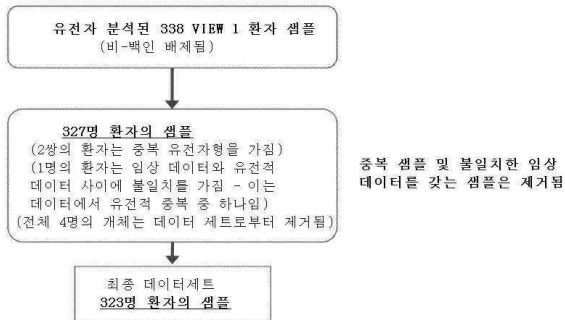 유전자 분석된 338 VIEW 1 환자 샘플
(비-백인 배제됨)
327명 환자의 샘플
(2쌍의 환자는 중복 유전자형을 가짐)
(1명의 환자는 임상 데이터와 유전적
데이터 사이에 불일치를 가짐 - 이는
데이터에서 유전적 중복 중 하나임)
(전체 4명의 개체는 데이터 세트로부터 제거됨)
중복 샘플 및 불일치한 임상
데이터를 갖는 샘플은 제거됨
최종 데이터세트
323명 환자의 샘플